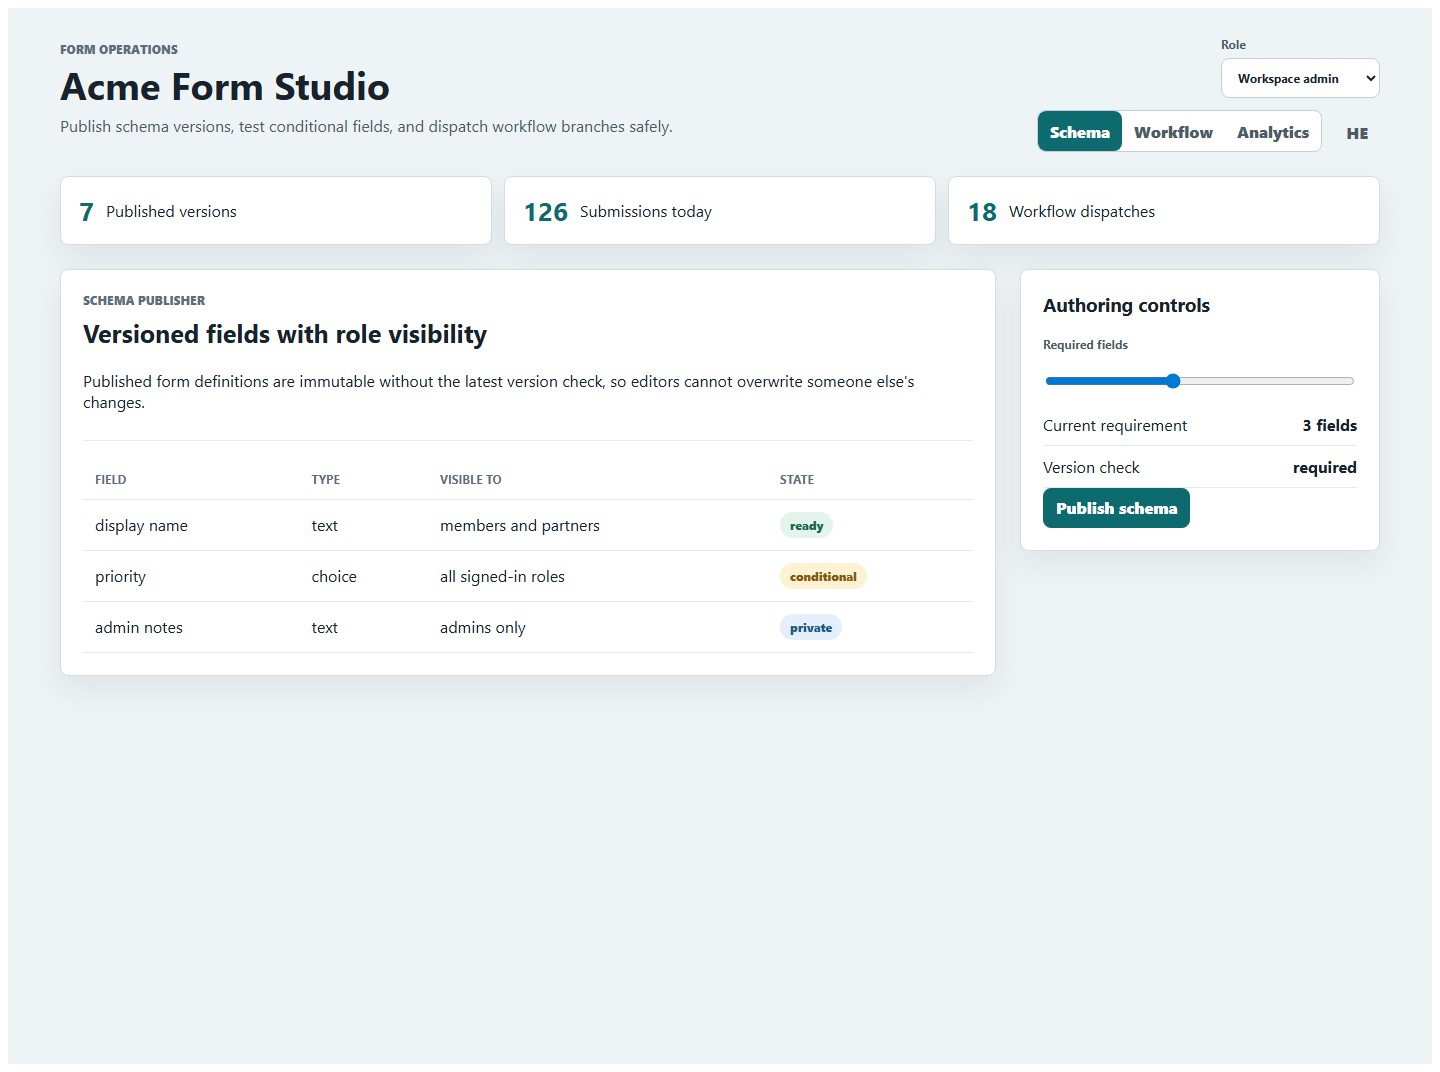 FORM OPERATIONS
Acme Form Studio
Publish schema versions, test conditional fields, and dispatch workflow branches safely.
Role
Workspace admin
Schema Workflow Analytics HE
7 Published versions
126 Submissions today
18 Workflow dispatches
SCHEMA PUBLISHER
Versioned fields with role visibility
Published form definitions are immutable without the latest version check, so editors cannot overwrite someone else's
changes.
FIELD TYPE VISIBLE TO STATE
display name text members and partners ready
priority choice all signed-in roles conditional
admin notes text admins only private
Authoring controls
Required fields
Current requirement 3 fields
Version check required
Publish schema